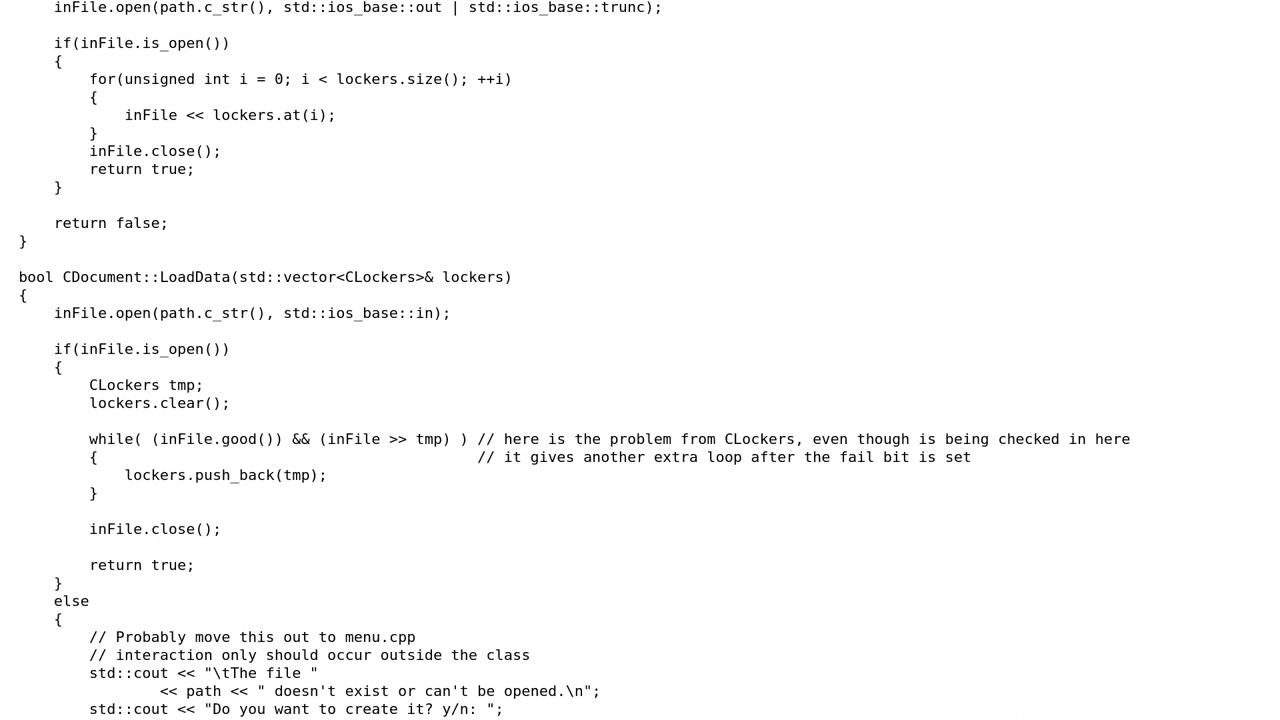 inFile.open(path.c_str(), std::ios_base::out | std::ios_base::trunc);

    if(inFile.is_open())
    {
        for(unsigned int i = 0; i < lockers.size(); ++i)
        {
            inFile << lockers.at(i);
        }
        inFile.close();
        return true;
    }

    return false;
}

bool CDocument::LoadData(std::vector<CLockers>& lockers)
{
    inFile.open(path.c_str(), std::ios_base::in);

    if(inFile.is_open())
    {
        CLockers tmp;
        lockers.clear();

        while( (inFile.good()) && (inFile >> tmp) ) // here is the problem from CLockers, even though is being checked in here
        {                                           // it gives another extra loop after the fail bit is set
            lockers.push_back(tmp);
        }

        inFile.close();

        return true;
    }
    else
    {
        // Probably move this out to menu.cpp
        // interaction only should occur outside the class
        std::cout << "\tThe file "
                << path << " doesn't exist or can't be opened.\n";
        std::cout << "Do you want to create it? y/n: ";